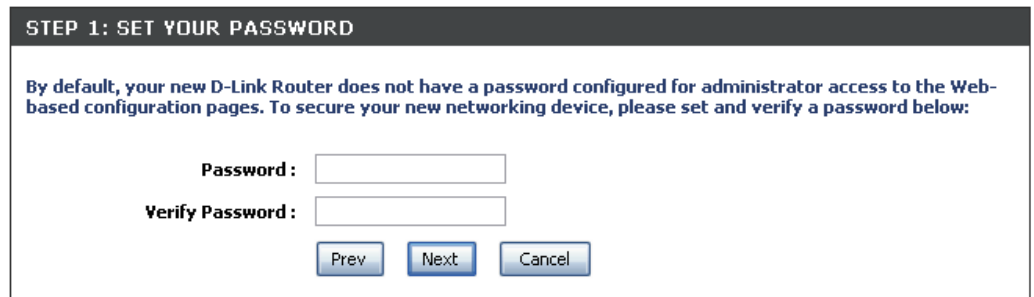 STEP 1: SET YOUR PASSWORD
By default, your new D-Link Router does not have a password configured for administrator access to the Web-
based configuration pages. To secure your new networking device, please set and verify a password below:
Password :
Verify Password :
Prev Next Cancel